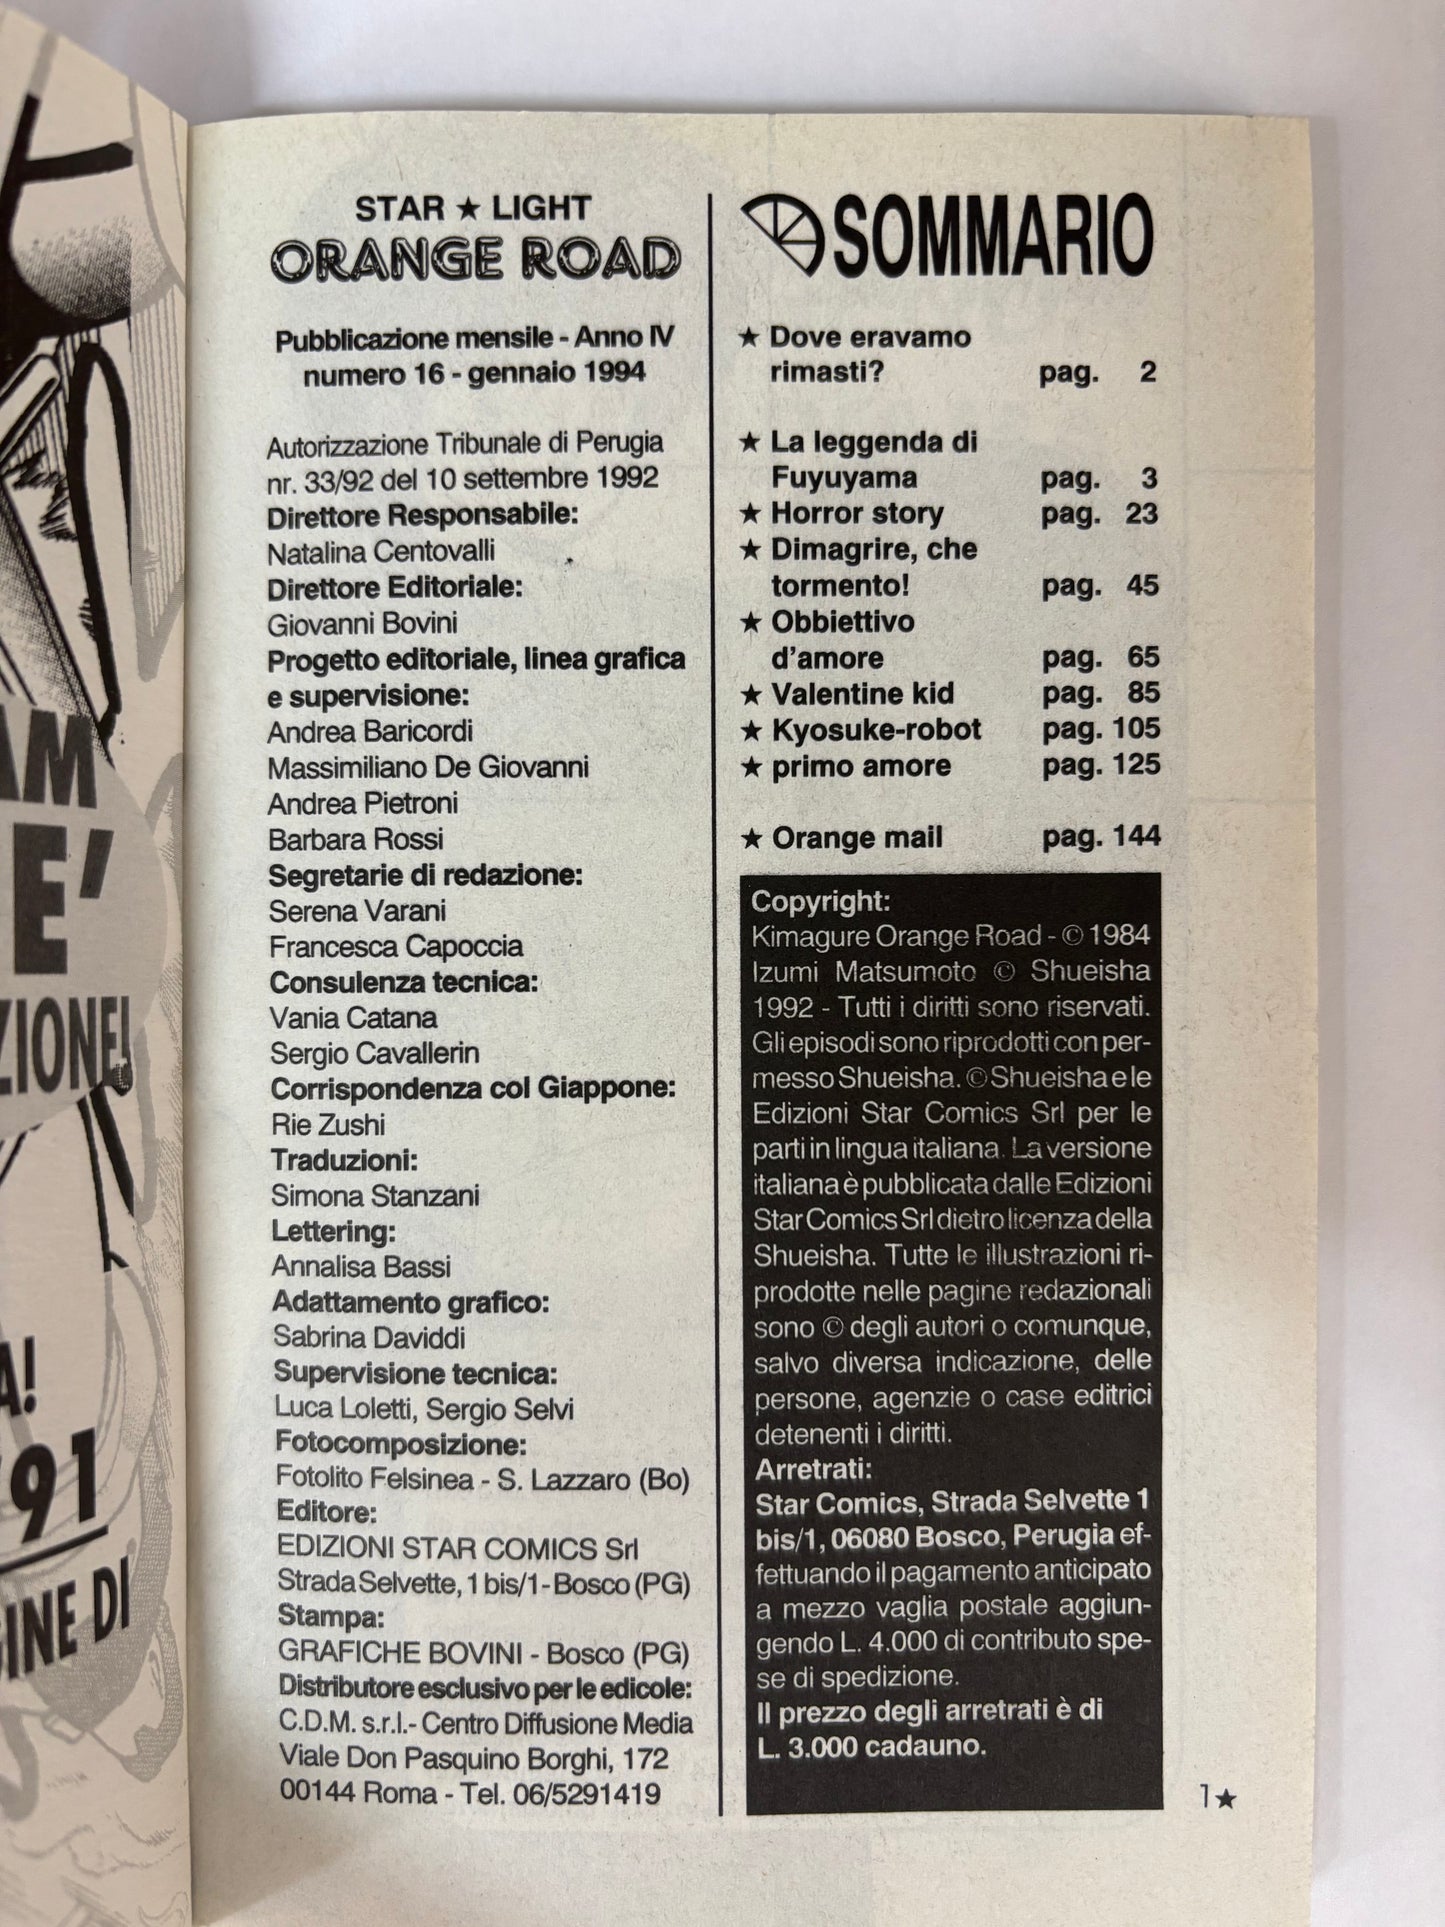 AM
E'
ZIONE!
A!
91
GINE DI
STAR ★ LIGHT
ORANGE ROAD
Pubblicazione mensile - Anno IV
numero 16 - gennaio 1994
Autorizzazione Tribunale di Perugia
nr. 33/92 del 10 settembre 1992
Direttore Responsabile:
Natalina Centovalli
Direttore Editoriale:
Giovanni Bovini
Progetto editoriale, linea grafica
e supervisione:
Andrea Baricordi
Massimiliano De Giovanni
Andrea Pietroni
Barbara Rossi
Segretarie di redazione:
Serena Varani
Francesca Capoccia
Consulenza tecnica:
Vania Catana
Sergio Cavallerin
Corrispondenza col Giappone:
Rie Zushi
Traduzioni:
Simona Stanzani
Lettering:
Annalisa Bassi
Adattamento grafico:
Sabrina Daviddi
Supervisione tecnica:
Luca Loletti, Sergio Selvi
Fotocomposizione:
Fotolito Felsinea - S. Lazzaro (Bo)
Editore:
EDIZIONI STAR COMICS Srl
Strada Selvette, 1 bis/1 - Bosco (PG)
Stampa:
GRAFICHE BOVINI - Bosco (PG)
Distributore esclusivo per le edicole:
C.D.M. s.r.l.- Centro Diffusione Media
Viale Don Pasquino Borghi, 172
00144 Roma - Tel. 06/5291419
SOMMARIO
★ Dove eravamo
rimasti? pag. 2
★ La leggenda di
Fuyuyama pag. 3
★ Horror story pag. 23
★ Dimagrire, che
tormento! pag. 45
★ Obbiettivo
d'amore pag. 65
★ Valentine kid pag. 85
★ Kyosuke-robot pag. 105
★ primo amore pag. 125
★ Orange mail pag. 144
Copyright:
Kimagure Orange Road - © 1984
Izumi Matsumoto © Shueisha
1992 - Tutti i diritti sono riservati.
Gli episodi sono riprodotti con per-
messo Shueisha. © Shueisha e le
Edizioni Star Comics Srl per le
parti in lingua italiana. La versione
italiana è pubblicata dalle Edizioni
Star Comics Srl dietro licenza della
Shueisha. Tutte le illustrazioni ri-
prodotte nelle pagine redazionali
sono © degli autori o comunque,
salvo diversa indicazione, delle
persone, agenzie o case editrici
detenenti i diritti.
Arretrati:
Star Comics, Strada Selvette 1
bis/1, 06080 Bosco, Perugia ef-
fettuando il pagamento anticipato
a mezzo vaglia postale aggiun-
gendo L. 4.000 di contributo spe-
se di spedizione.
Il prezzo degli arretrati è di
L. 3.000 cadauno.
1★